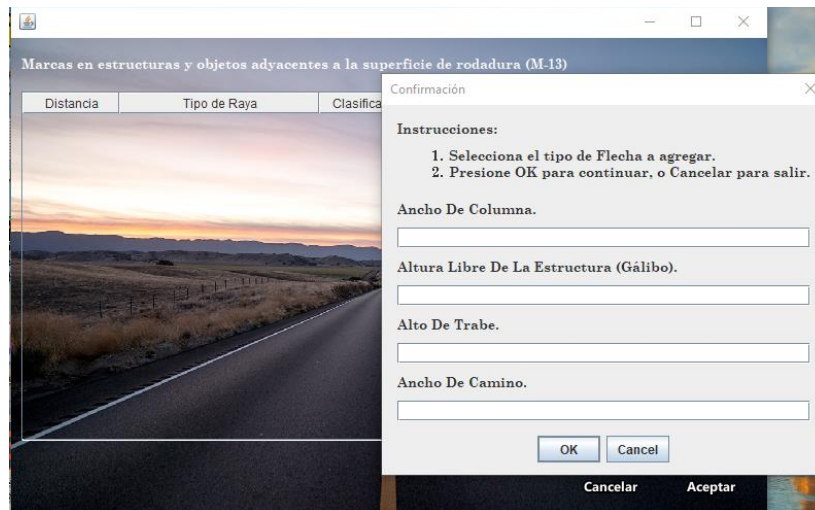 Marcas en estructuras y objetos adyacentes a la superficie de rodadura (M-13)
Distancia Tipo de Raya Clasifica
Confirmación
Instrucciones:
1. Selecciona el tipo de Flecha a agregar.
2. Presione OK para continuar, o Cancelar para salir.
Ancho De Columna.
Altura Libre De La Estructura (Gálibo).
Alto De Trabe.
Ancho De Camino.
OK Cancel
Cancelar Aceptar